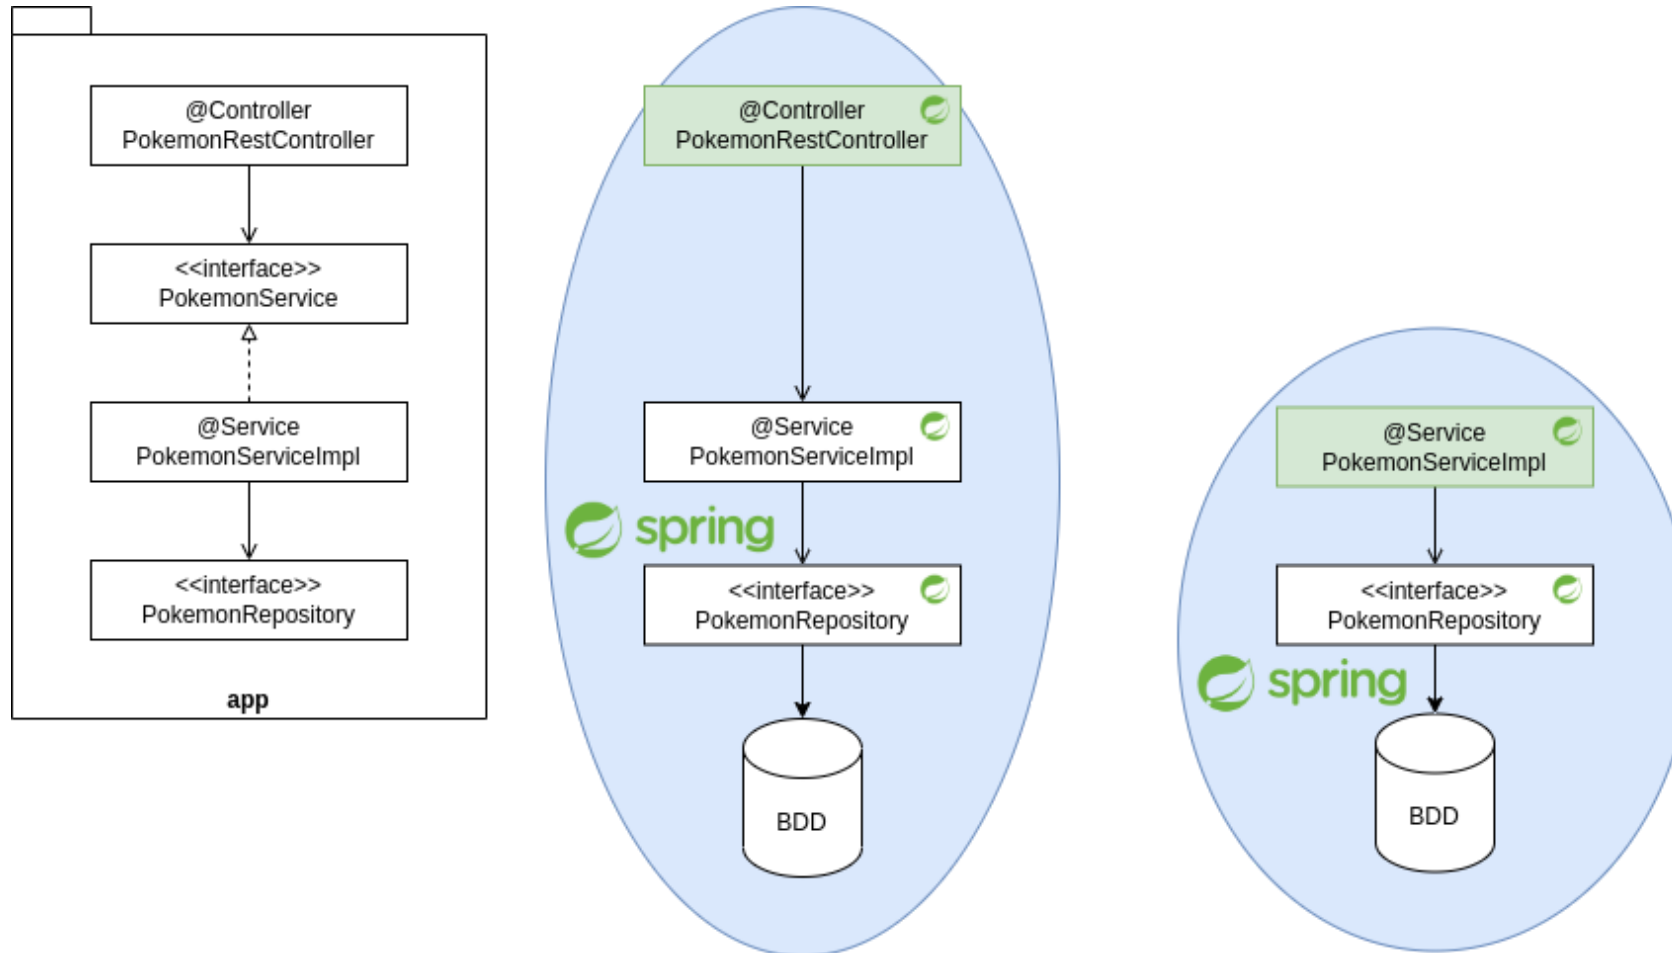 @Controller
PokemonRestController
<<interface>>
PokemonService
@Service
PokemonServiceImpl
<<interface>>
PokemonRepository
app
@Controller
PokemonRestController
@Service
PokemonServiceImpl
spring
<<interface>>
PokemonRepository
BDD
@Service
PokemonServiceImpl
<<interface>>
PokemonRepository
spring
BDD